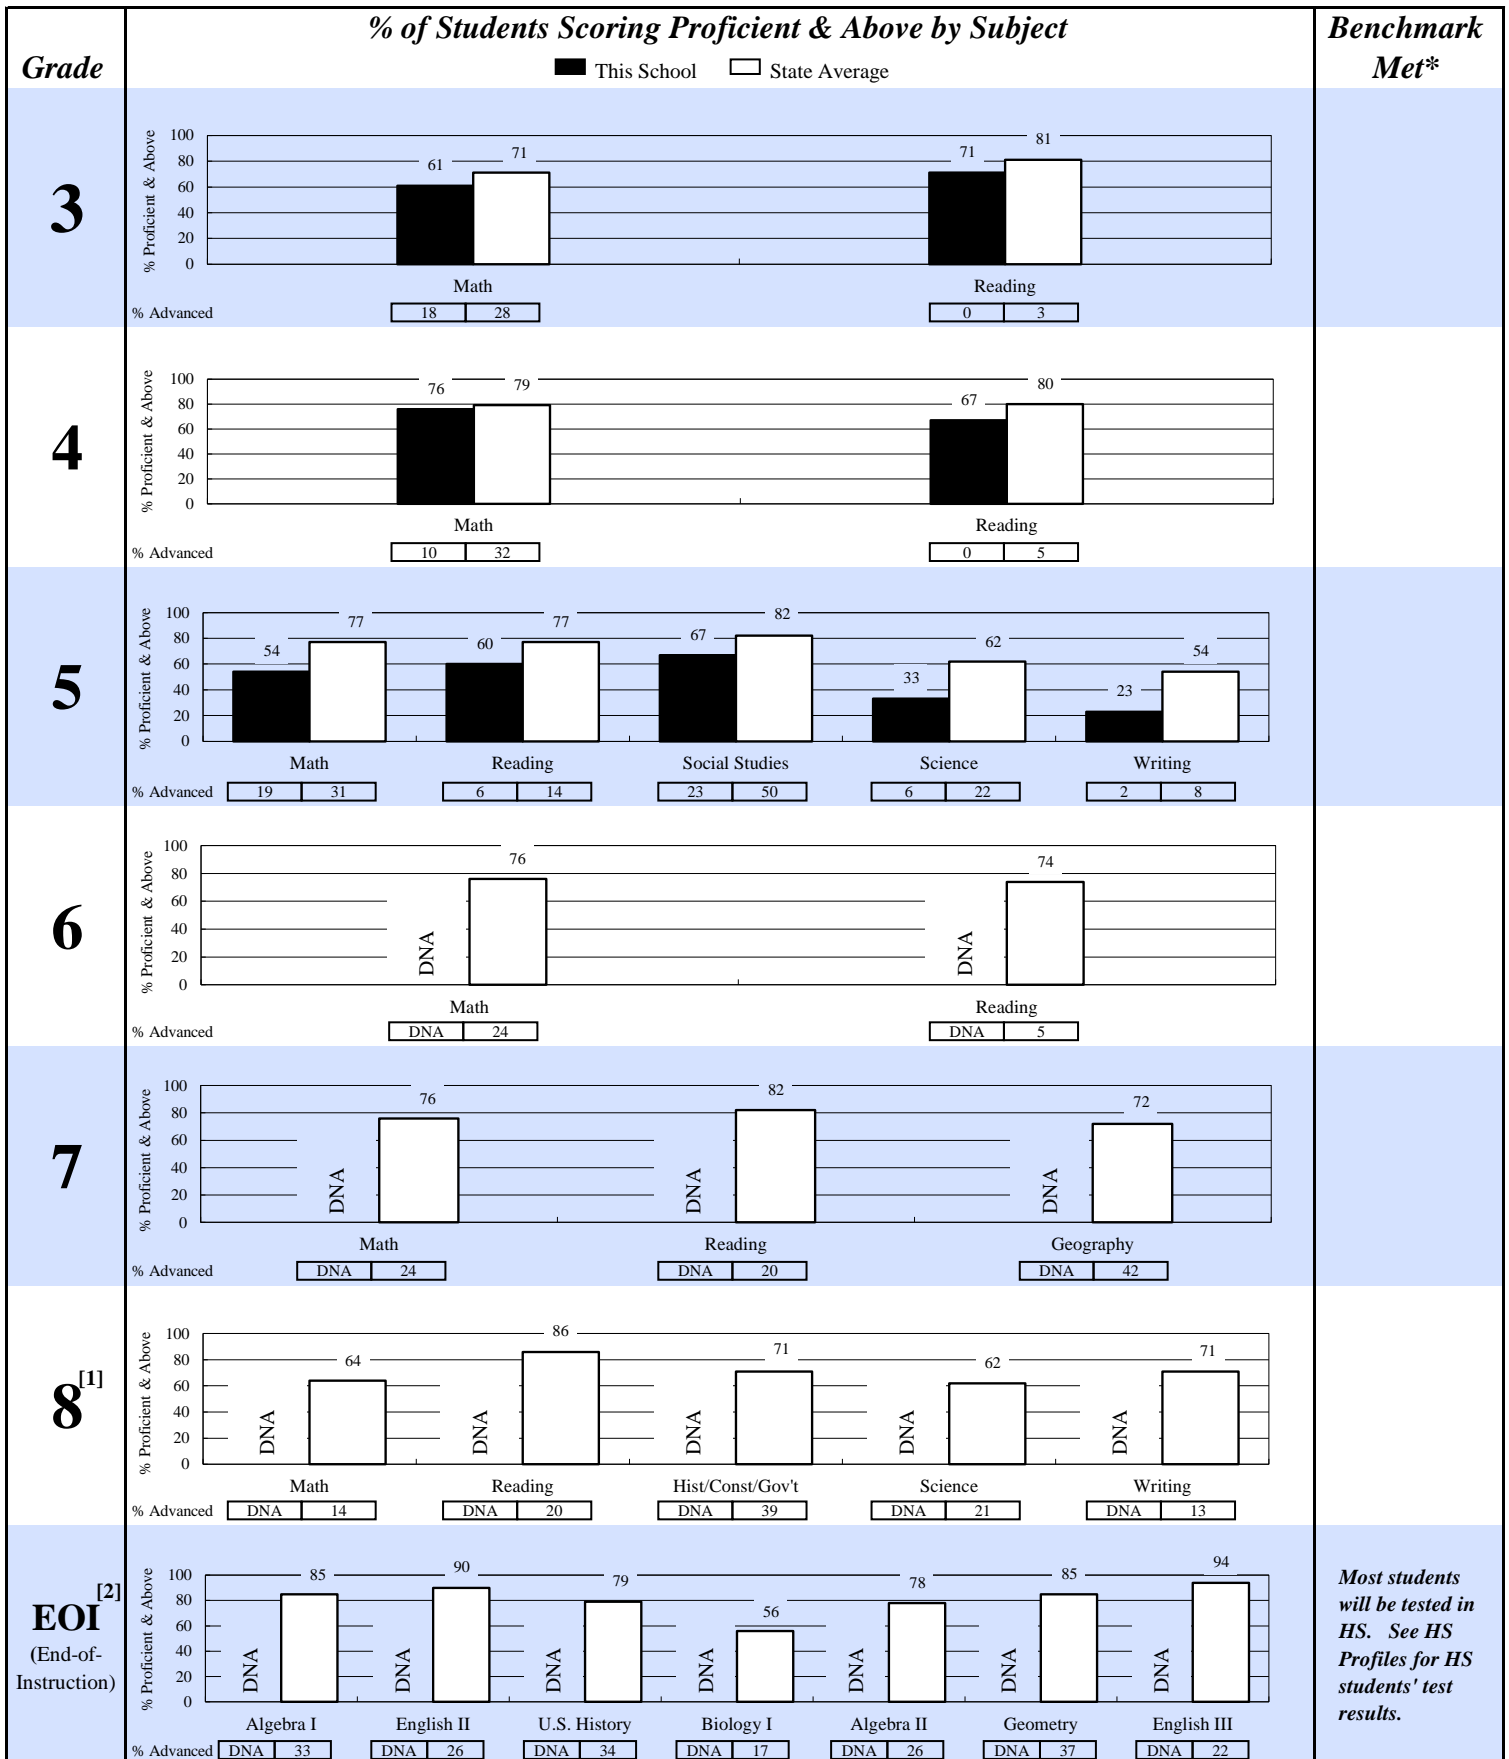 % of Students Scoring Proficient & Above by Subject
Benchmark
Met*
Grade
This School State Average
3
% Proficient & Above
100
80
60
40
20
0
61 71 71 81
Math Reading
% Advanced 18 28 0 3
4
% Proficient & Above
100
80
60
40
20
0
76 79 67 80
Math Reading
% Advanced 10 32 0 5
5
% Proficient & Above
100
80
60
40
20
0
54 77 60 77 67 82 33 62 23 54
Math Reading Social Studies Science Writing
% Advanced 19 31 6 14 23 50 6 22 2 8
6
% Proficient & Above
100
80
60
40
20
0
DNA 76 DNA 74
Math Reading
% Advanced DNA 24 DNA 5
7
% Proficient & Above
100
80
60
40
20
0
DNA 76 DNA 82 DNA 72
Math Reading Geography
% Advanced DNA 24 DNA 20 DNA 42
8[1]
% Proficient & Above
100
80
60
40
20
0
DNA 64 DNA 86 DNA 71 DNA 62 DNA 71
Math Reading Hist/Const/Gov't Science Writing
% Advanced DNA 14 DNA 20 DNA 39 DNA 21 DNA 13
EOI[2]
(End-of-
Instruction)
% Proficient & Above
100
80
60
40
20
0
DNA 85 DNA 90 DNA 79 DNA 56 DNA 78 DNA 85 DNA 94
Algebra I English II U.S. History Biology I Algebra II Geometry English III
% Advanced DNA 33 DNA 26 DNA 34 DNA 17 DNA 26 DNA 37 DNA 22
Most students
will be tested in
HS. See HS
Profiles for HS
students' test
results.